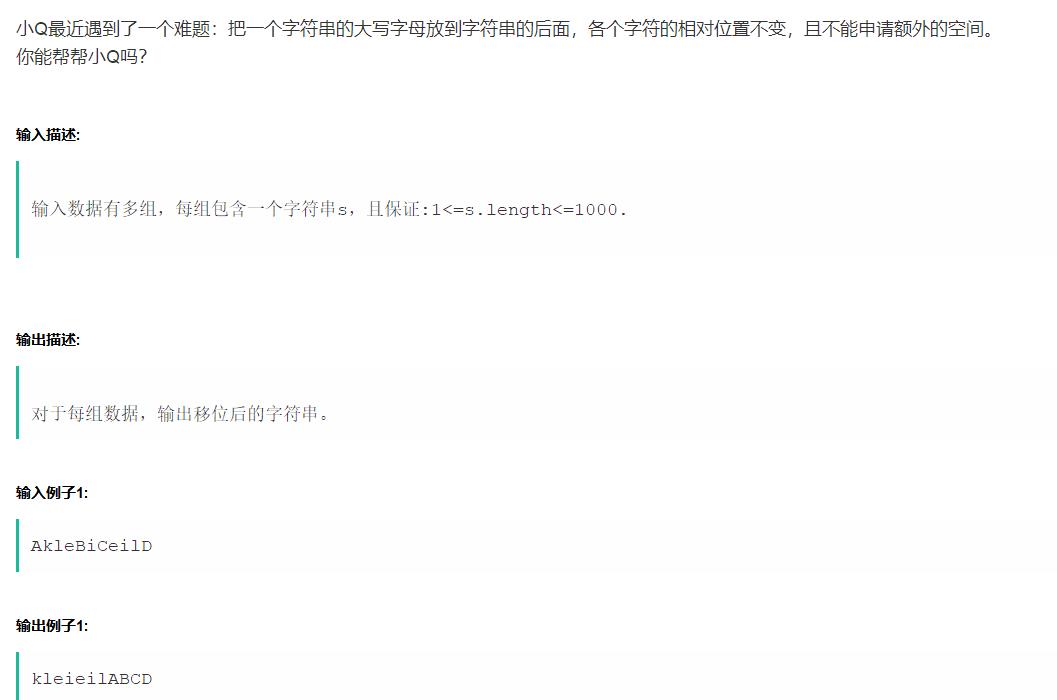 小Q最近遇到了一个难题：把一个字符串的大写字母放到字符串的后面，各个字符的相对位置不变，且不能申请额外的空间。
你能帮帮小Q吗？
输入描述:
输入数据有多组，每组包含一个字符串s，且保证:1<=s.length<=1000.
输出描述:
对于每组数据，输出移位后的字符串。
输入例子1:
AkleBiCeilD
输出例子1:
kleieilABCD